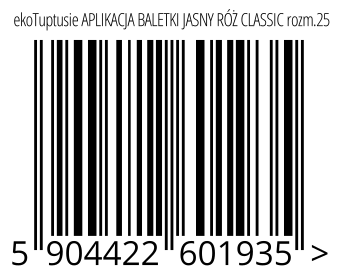 ekoTuptusie APLIKACJA BALETKI JASNY RÓŻ CLASSIC rozm.25
5 904422 601935 >